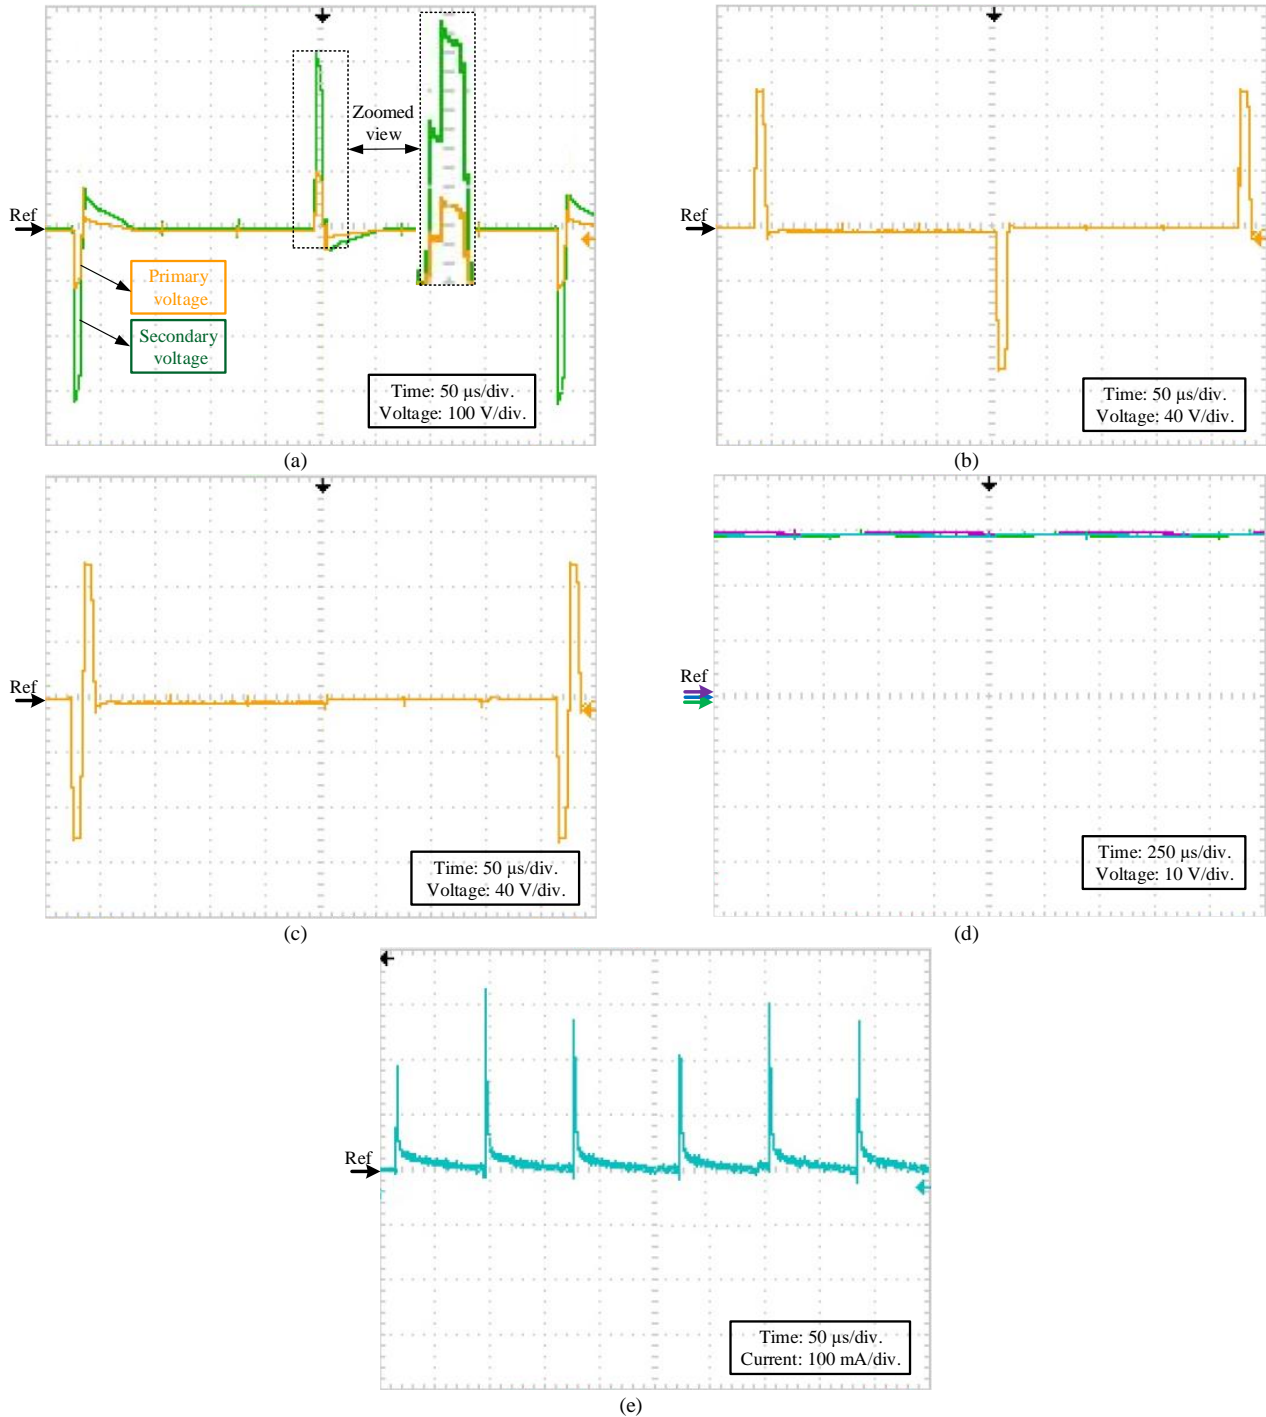 Zoomed
view
Ref
Primary
voltage
Secondary
voltage
Time: 50 μs/div.
Voltage: 100 V/div.
(a)
Time: 50 μs/div.
Voltage: 40 V/div.
(b)
Ref
Time: 50 μs/div.
Voltage: 40 V/div.
(c)
Ref
Time: 250 μs/div.
Voltage: 10 V/div.
(d)
Ref
Time: 50 μs/div.
Current: 100 mA/div.
(e)